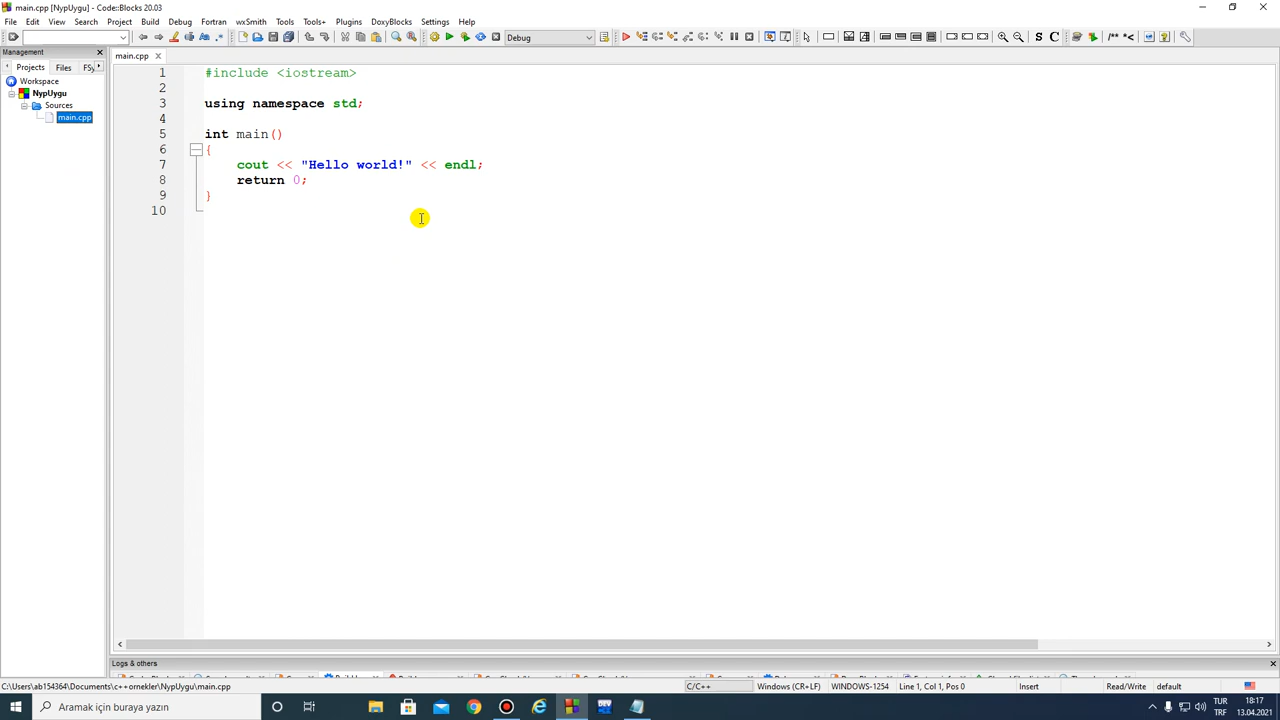 main.cpp [NypUygu] - Code::Blocks 20.03
File Edit View Search Project Build Debug Fortran wxSmith Tools Tools+ Plugins DoxyBlocks Settings Help
Debug
Management
main.cpp
Projects Files FSy
Workspace
NypUygu
Sources
main.cpp
1 #include <iostream>
2
3 using namespace std;
4
5 int main()
6 {
7 cout << "Hello world!" << endl;
8 return 0;
9 }
10
Logs & others
C:\Users\ab154364\Documents\c++ornekler\NypUygu\main.cpp C/C++ Windows (CR+LF) WINDOWS-1254 Line 1, Col 1, Pos 0 Insert Read/Write default
Aramak için buraya yazın
TUR
TRF
18:17
13.04.2021